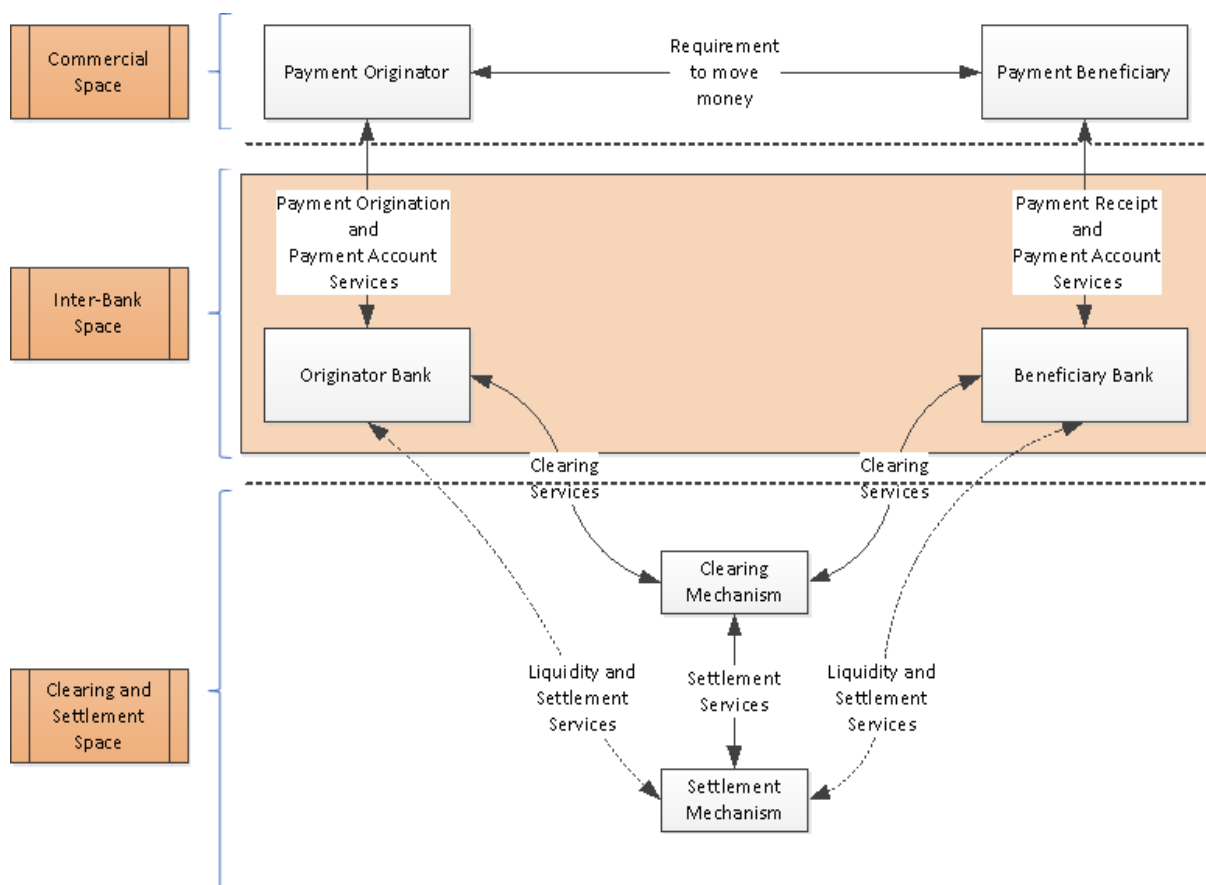 Commercial
Space
Payment Originator
Requirement
to move
money
Payment Beneficiary
Inter-Bank
Space
Payment Origination
and
Payment Account
Services
Payment Receipt
and
Payment Account
Services
Originator Bank
Beneficiary Bank
Clearing
Services
Clearing
Services
Clearing and
Settlement
Space
Clearing
Mechanism
Liquidity and
Settlement
Services
Settlement
Services
Liquidity and
Settlement
Services
Settlement
Mechanism